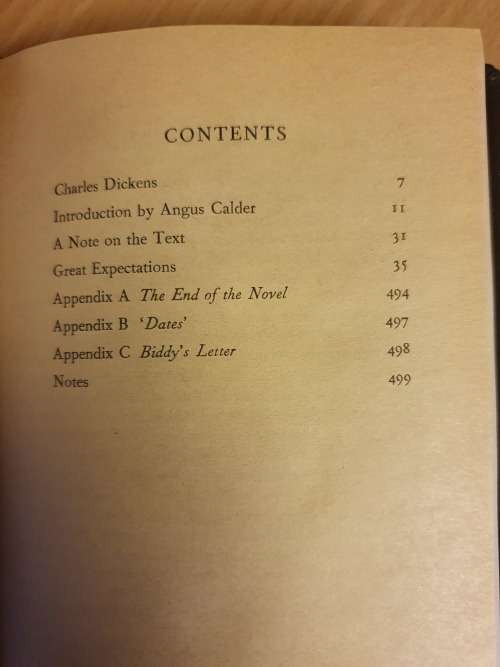 CONTENTS
Charles Dickens 7
Introduction by Angus Calder 11
A Note on the Text 31
Great Expectations 35
Appendix A The End of the Novel 494
Appendix B ‘Dates’ 497
Appendix C Biddy's Letter 498
Notes 499